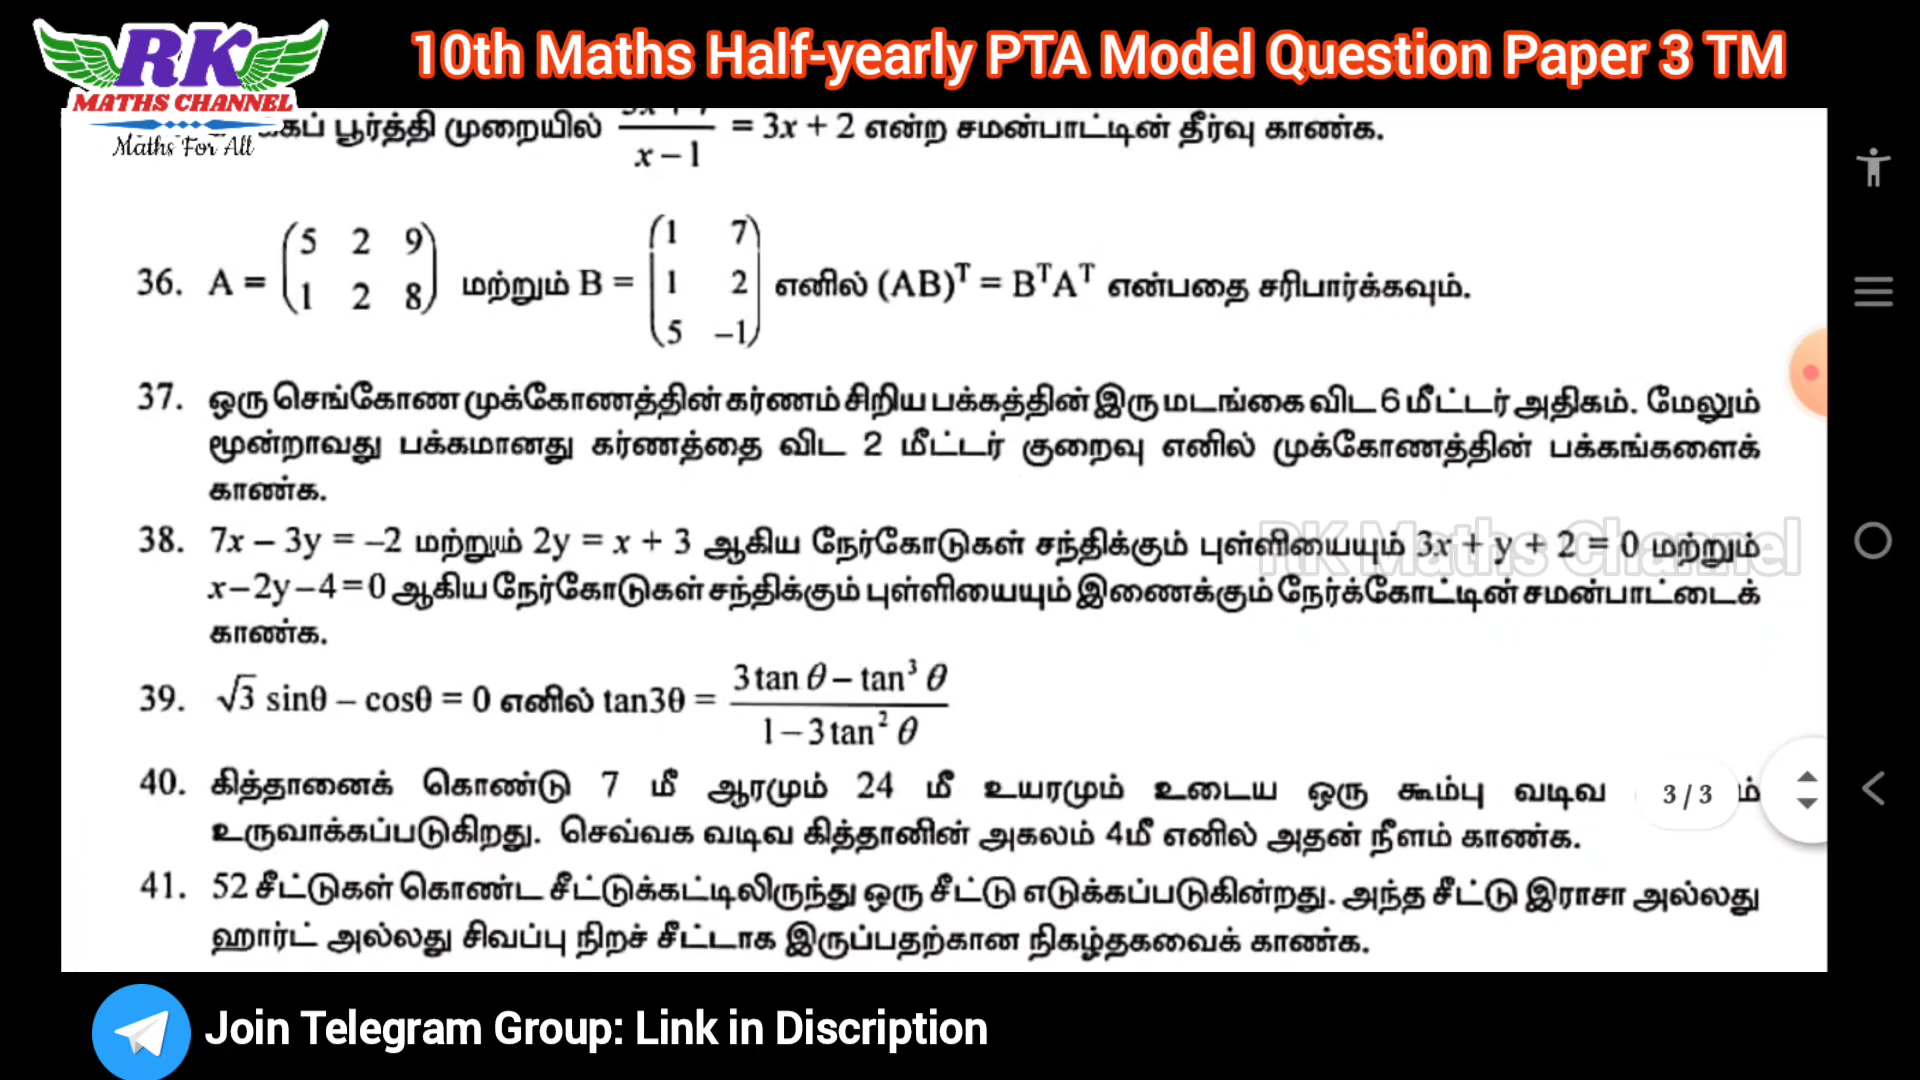 RK
MATHS CHANNEL
Maths For All
10th Maths Half-yearly PTA Model Question Paper 3 TM
பூர்த்தி முறையில் ――― = 3x + 2 என்ற சமன்பாட்டின் தீர்வு காண்க.
x – 1
36. A = (5 2 9
1 2 8) மற்றும் B = (1 7
1 2
5 –1) எனில் (AB)ᵀ = BᵀAᵀ என்பதை சரிபார்க்கவும்.
37. ஒரு செங்கோண முக்கோணத்தின் கர்ணம் சிறிய பக்கத்தின் இரு மடங்கை விட 6 மீட்டர் அதிகம். மேலும்
மூன்றாவது பக்கமானது கர்ணத்தை விட 2 மீட்டர் குறைவு எனில் முக்கோணத்தின் பக்கங்களைக்
காண்க.
38. 7x – 3y = –2 மற்றும் 2y = x + 3 ஆகிய நேர்கோடுகள் சந்திக்கும் புள்ளியையும் 3x + y + 2 = 0 மற்றும்
x – 2y – 4 = 0 ஆகிய நேர்கோடுகள் சந்திக்கும் புள்ளியையும் இணைக்கும் நேர்க்கோட்டின் சமன்பாட்டைக்
காண்க.
RK Maths Channel
39. √3 sinθ – cosθ = 0 எனில் tan3θ = (3 tan θ – tan³ θ) / (1 – 3 tan² θ)
40. கித்தானைக் கொண்டு 7 மீ ஆரமும் 24 மீ உயரமும் உடைய ஒரு கூம்பு வடிவ
உருவாக்கப்படுகிறது. செவ்வக வடிவ கித்தானின் அகலம் 4மீ எனில் அதன் நீளம் காண்க.
3 / 3
41. 52 சீட்டுகள் கொண்ட சீட்டுக்கட்டிலிருந்து ஒரு சீட்டு எடுக்கப்படுகின்றது. அந்த சீட்டு இராசா அல்லது
ஹார்ட் அல்லது சிவப்பு நிறச் சீட்டாக இருப்பதற்கான நிகழ்தகவைக் காண்க.
Join Telegram Group: Link in Discription